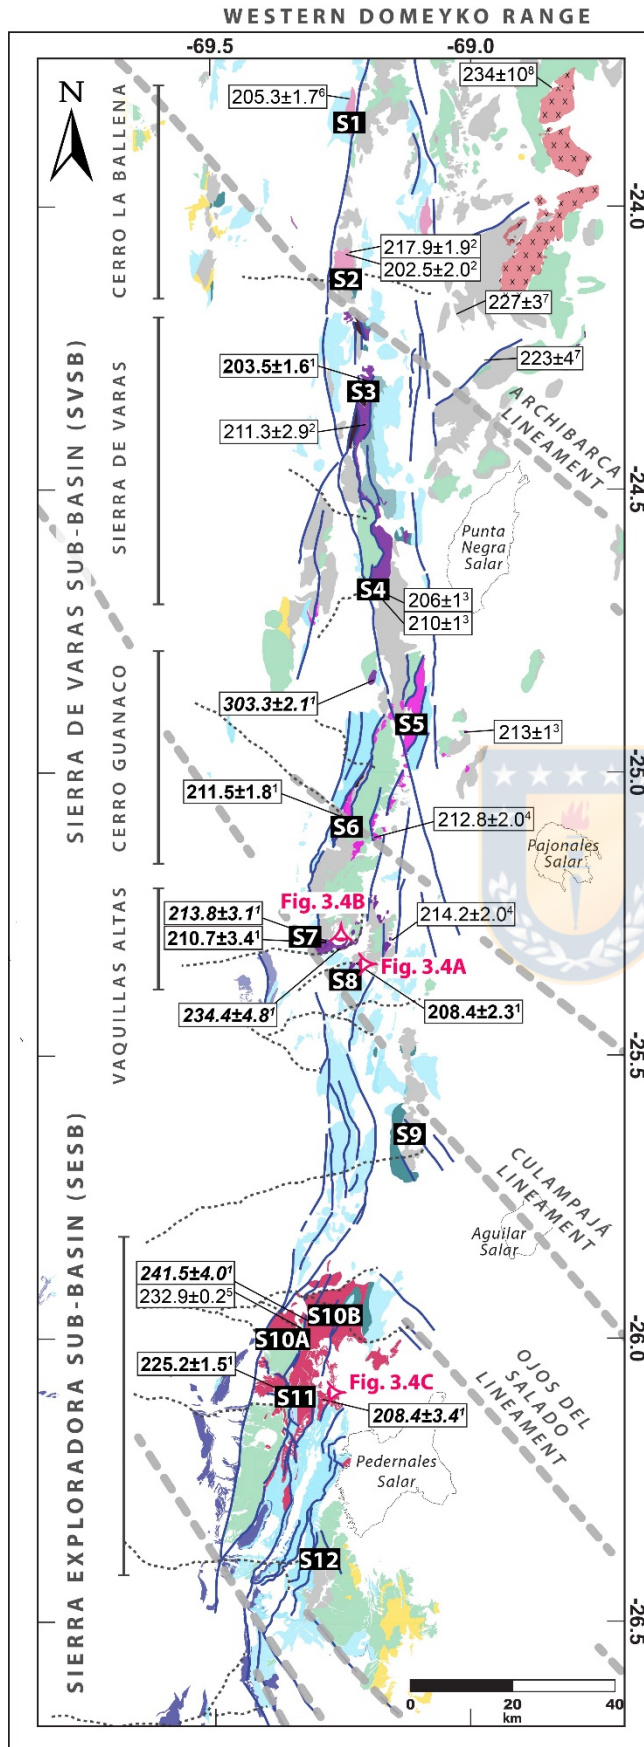 WESTERN DOMEYKO RANGE
-69.5
-69.0
N
234±10⁸
205.3±1.7⁶
S1
CERRO LA BALLENA
-24.0
217.9±1.9²
202.5±2.0²
S2
227±3⁷
223±4⁷
203.5±1.6¹
S3
ARCHIBARCA
LINEAMENT
211.3±2.9²
SIERRA DE VARAS
-24.5
Punta
Negra
Salar
S4
206±1³
210±1³
SIERRA DE VARAS SUB-BASIN (SVSB)
303.3±2.1¹
S5
213±1³
CERRO GUANACO
-25.0
211.5±1.8¹
S6
212.8±2.0⁴
Pajonales
Salar
VAQUILLAS ALTAS
213.8±3.1¹
Fig. 3.4B
214.2±2.0⁴
210.7±3.4¹
S7
Fig. 3.4A
S8
234.4±4.8¹
208.4±2.3¹
-25.5
S9
CULAMPAJÁ
LINEAMENT
Aguilar
Salar
SIERRA EXPLORADORA SUB-BASIN (SESB)
241.5±4.0¹
232.9±0.2⁵
S10B
S10A
-26.0
225.2±1.5¹
Fig. 3.4C
S11
208.4±3.4¹
OJOS DEL
SALADO
LINEAMENT
Pedernales
Salar
S12
-26.5
0 20 40
km